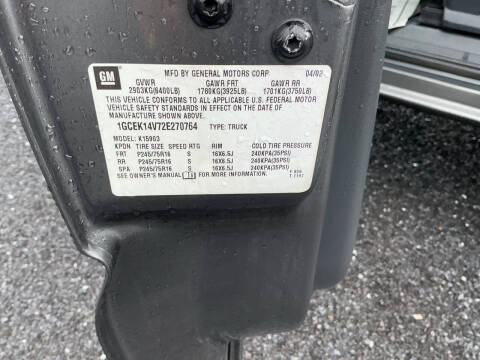 GM
MFD BY GENERAL MOTORS CORP. 04/02
GVWR GAWR FRT GAWR RR
2903KG(6400LB) 1780KG(3925LB) 1701KG(3750LB)
THIS VEHICLE CONFORMS TO ALL APPLICABLE U.S. FEDERAL MOTOR
VEHICLE SAFETY STANDARDS IN EFFECT ON THE DATE OF
MANUFACTURE SHOWN ABOVE.
1GCEK14V72E270764 TYPE: TRUCK
MODEL: K15903
KPDN TIRE SIZE SPEED RTG RIM COLD TIRE PRESSURE
FRT P245/75R16 S 16X6.5J 240KPA(35PSI)
RR P245/75R16 S 16X6.5J 240KPA(35PSI)
SPA P245/75R16 S 16X6.5J 240KPA(35PSI)
SEE OWNER'S MANUAL FOR MORE INFORMATION.